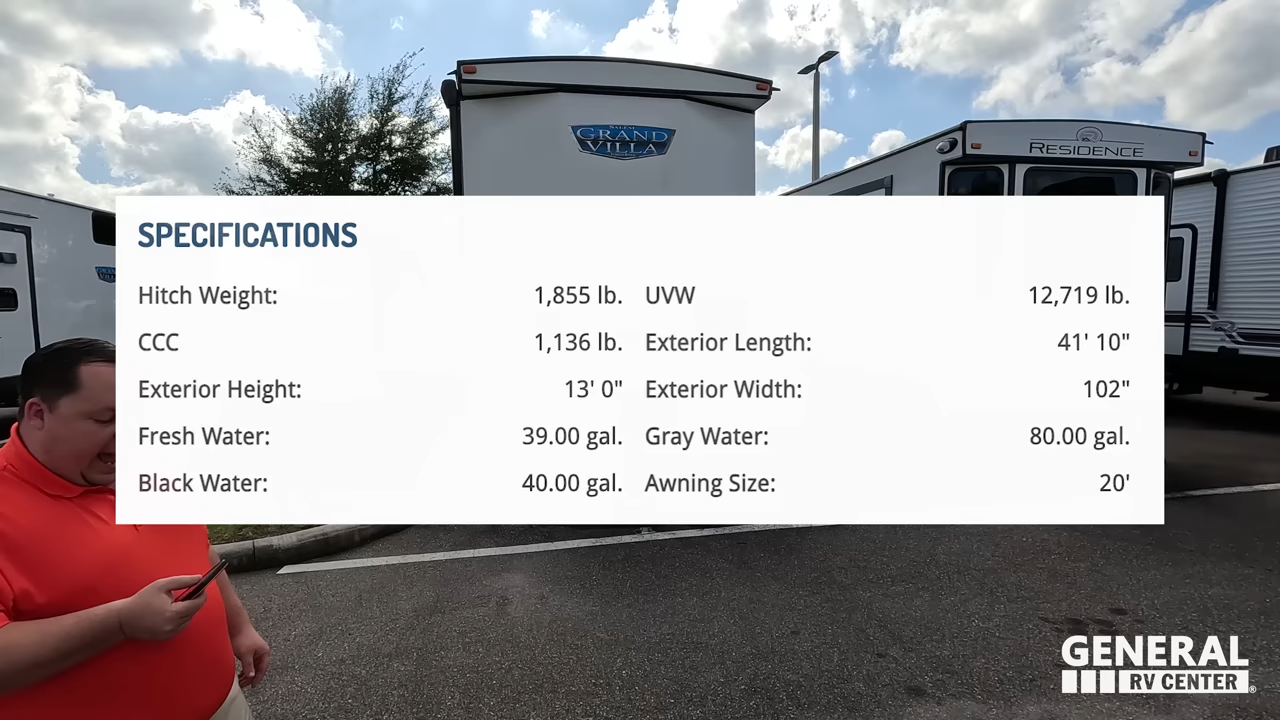 GRAND
VILLA
RESIDENCE
SPECIFICATIONS
Hitch Weight: 1,855 lb. UVW 12,719 lb.
CCC 1,136 lb. Exterior Length: 41' 10"
Exterior Height: 13' 0" Exterior Width: 102"
Fresh Water: 39.00 gal. Gray Water: 80.00 gal.
Black Water: 40.00 gal. Awning Size: 20'
GENERAL
RV CENTER®